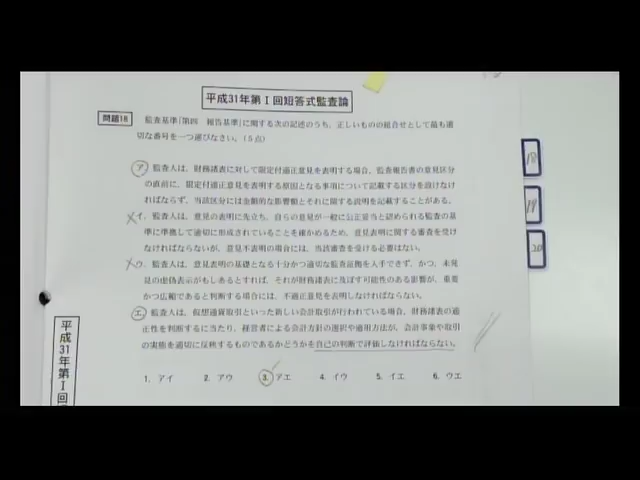 平成31年第Ⅰ回短答式監査論
問題18 監査基準「第四 報告基準」に関する次の記述のうち、正しいものの組合せとして最も適
切な番号を一つ選びなさい。（5点）
ア. 監査人は、財務諸表に対して限定付適正意見を表明する場合、監査報告書の意見区分
の直前に、限定付適正意見を表明する原因となる事項について記載する区分を設けなけ
ればならず、当該区分には金額的な影響額とそれに関する説明を記載することがある。
イ. 監査人は、意見の表明に先立ち、自らの意見が一般に公正妥当と認められる監査の基
準に準拠して適切に形成されていることを確かめるため、意見表明に関する審査を受け
なければならないが、意見不表明の場合には、当該審査を受ける必要はない。
ウ. 監査人は、意見表明の基礎となる十分かつ適切な監査証拠を入手できず、かつ、未発
見の虚偽表示がもしあるとすれば、それが財務諸表に及ぼす可能性のある影響が、重要
かつ広範であると判断する場合には、不適正意見を表明しなければならない。
エ. 監査人は、仮想通貨取引といった新しい会計取引が行われている場合、財務諸表の適
正性を判断するに当たり、経営者による会計方針の選択や適用方法が、会計事象や取引
の実態を適切に反映するものであるかどうかを自己の判断で評価しなければならない。
1. アイ 2. アウ 3. アエ 4. イウ 5. イエ 6. ウエ
18
19
20
平成31年第Ⅰ回